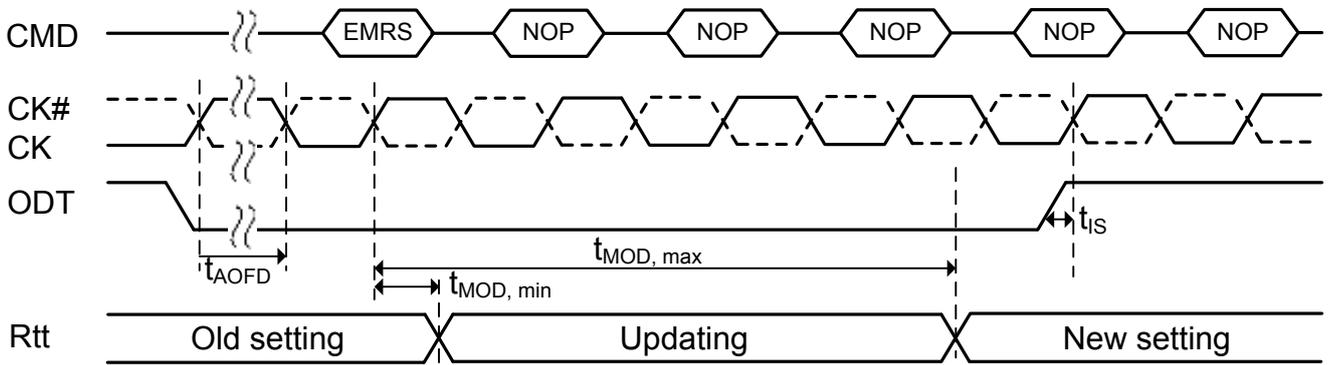 CMD EMRS NOP NOP NOP NOP NOP
CK#
CK
ODT
tIS
tMOD, max
tAOFD
tMOD, min
Rtt Old setting Updating New setting